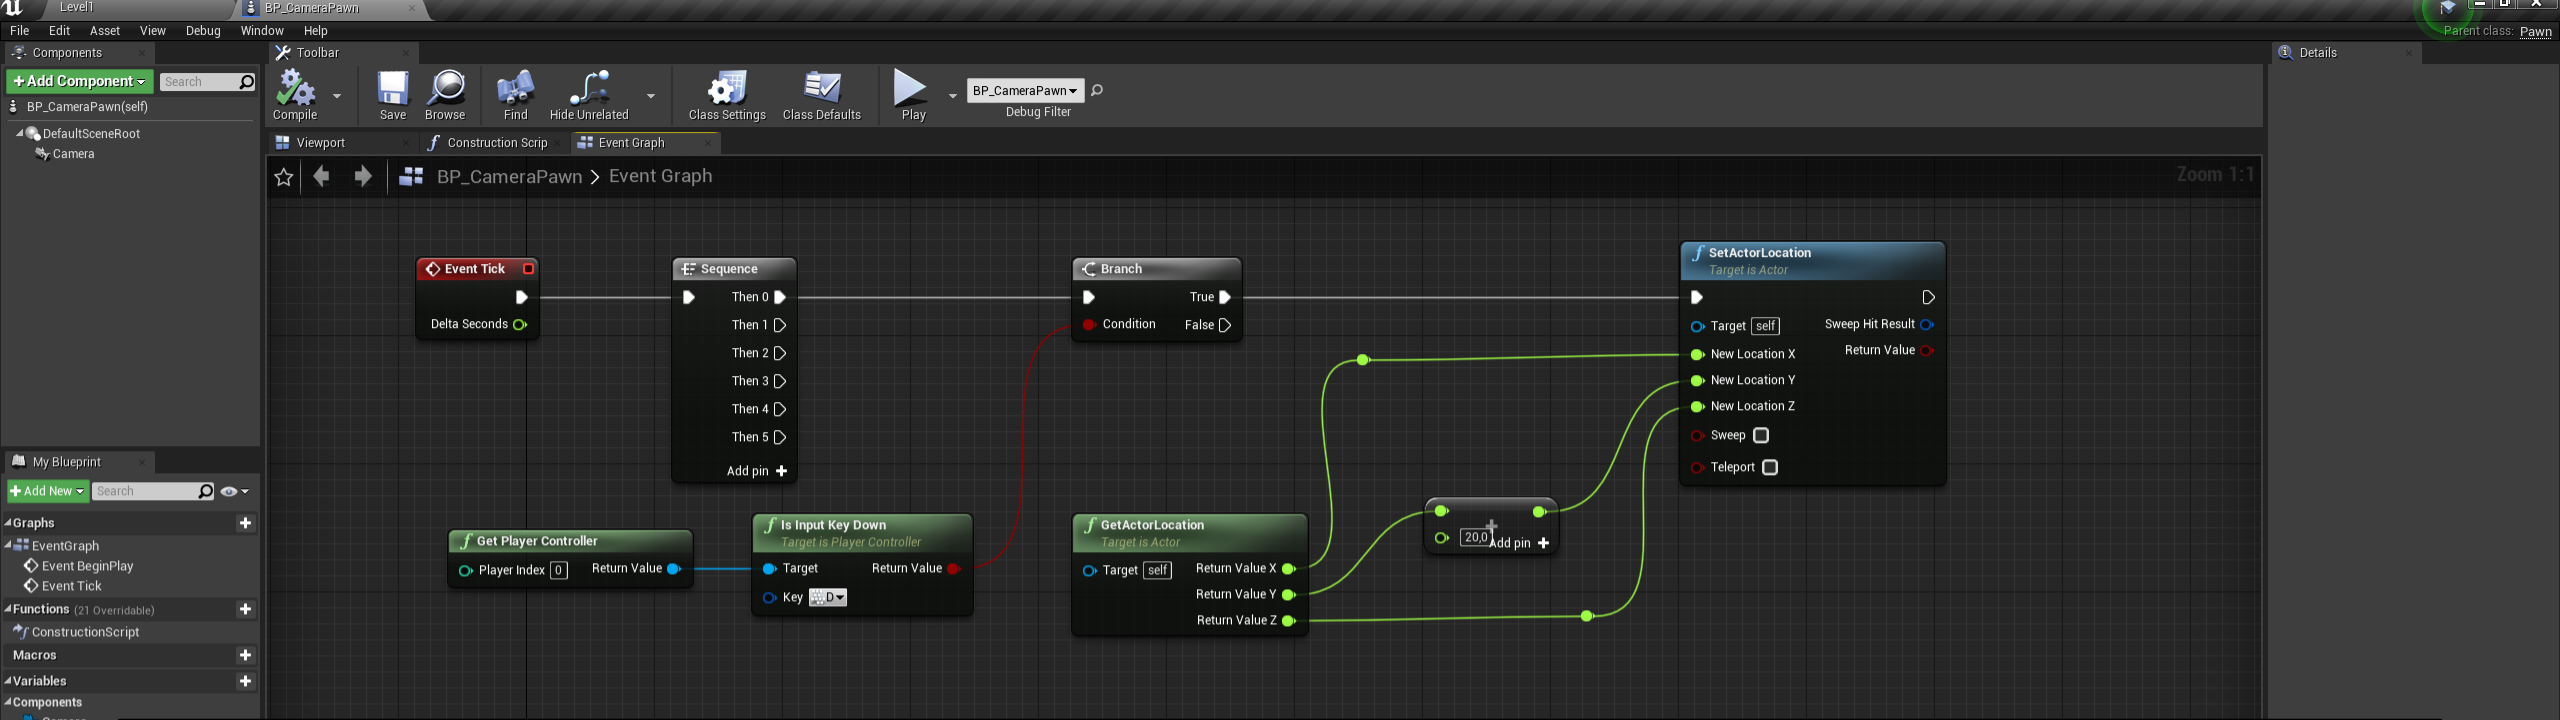 Level1
BP_CameraPawn
File Edit Asset View Debug Window Help
Parent class: Pawn
Components
Toolbar
Details
Add Component
Search
BP_CameraPawn(self)
DefaultSceneRoot
Camera
Compile
Save
Browse
Find
Hide Unrelated
Class Settings
Class Defaults
Play
BP_CameraPawn
Debug Filter
Viewport
Construction Scrip
Event Graph
BP_CameraPawn > Event Graph
Zoom 1:1
Event Tick
Delta Seconds
Sequence
Then 0
Then 1
Then 2
Then 3
Then 4
Then 5
Add pin
Branch
True
Condition
False
SetActorLocation
Target is Actor
Target self
Sweep Hit Result
New Location X
Return Value
New Location Y
New Location Z
Sweep
Teleport
Get Player Controller
Player Index 0
Return Value
Is Input Key Down
Target is Player Controller
Target
Return Value
Key D
GetActorLocation
Target is Actor
Target self
Return Value X
Return Value Y
Return Value Z
20,0
Add pin
My Blueprint
Add New
Search
Graphs
EventGraph
Event BeginPlay
Event Tick
Functions (21 Overridable)
ConstructionScript
Macros
Variables
Components